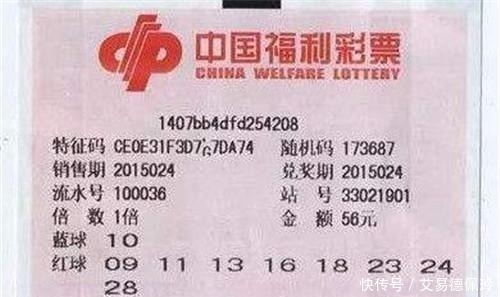 中国福利彩票
CHINA WELFARE LOTTERY
1407bb4dfd254208
特征码 CE0E31F3D7 7DA74 随机码 173687
销售期 2015024 兑奖期 2015024
流水号 100036 站 号 33021901
倍 数 1倍 金 额 56元
蓝球 10
红球 09 11 13 16 18 23 24
28
快传号 / 艾易德保